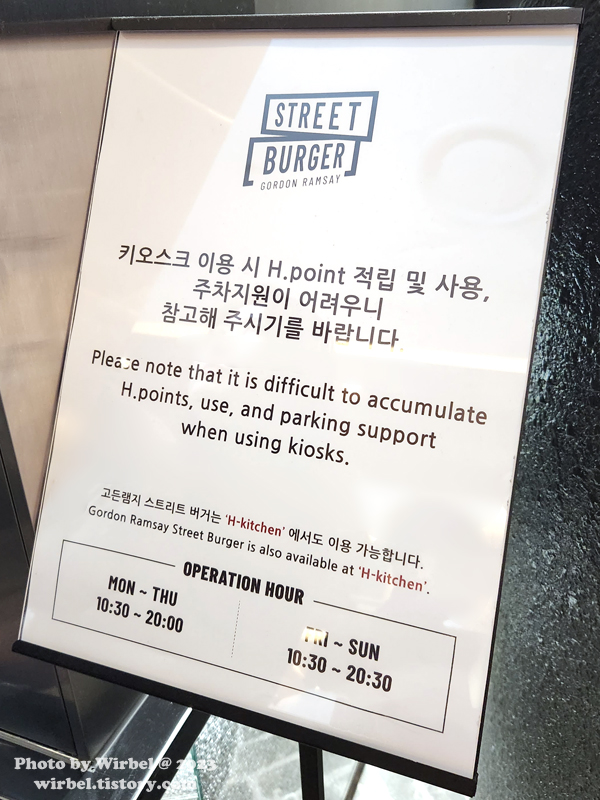 STREET
BURGER
GORDON RAMSAY
키오스크 이용 시 H.point 적립 및 사용,
주차지원이 어려우니
참고해 주시기를 바랍니다.
Please note that it is difficult to accumulate
H.points, use, and parking support
when using kiosks.
고든램지 스트리트 버거는 ‘H-kitchen’ 에서도 이용 가능합니다.
Gordon Ramsay Street Burger is also available at ‘H-kitchen’.
OPERATION HOUR
MON ~ THU
10:30 ~ 20:00
FRI ~ SUN
10:30 ~ 20:30
Photo by Wirbel @ 2023
wirbel.tistory.com